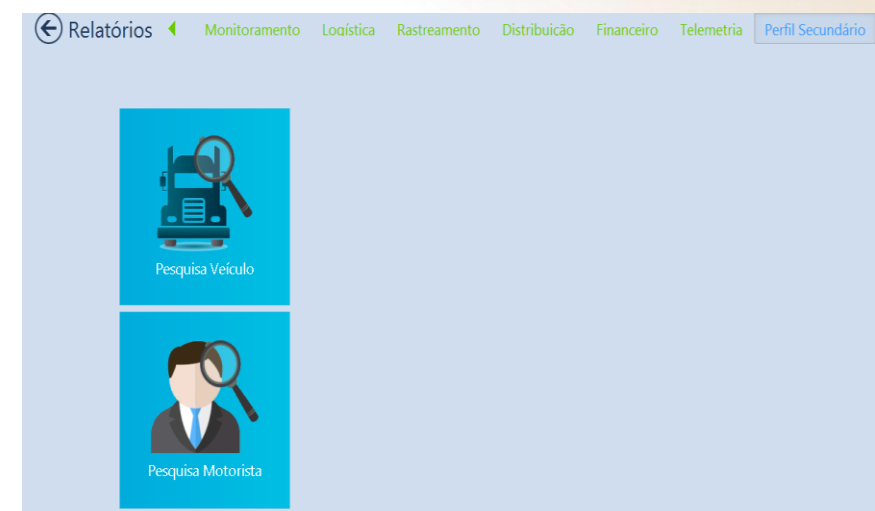 Relatórios Monitoramento Logística Rastreamento Distribuição Financeiro Telemetria Perfil Secundário
Pesquisa Veículo
Pesquisa Motorista